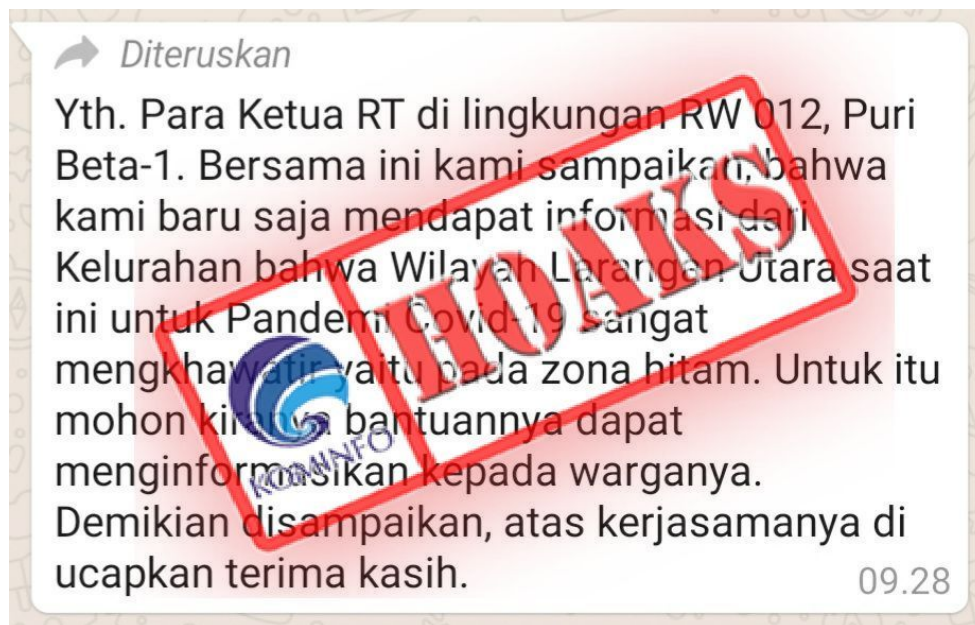 Diteruskan
Yth. Para Ketua RT di lingkungan RW 012, Puri
Beta-1. Bersama ini kami sampaikan, bahwa
kami baru saja mendapat informasi dari
Kelurahan bahwa Wilayah Larangan Utara saat
ini untuk Pandemi Covid-19 sangat
mengkhawatir yaitu pada zona hitam. Untuk itu
mohon kiranya bantuannya dapat
menginformasikan kepada warganya.
Demikian disampaikan, atas kerjasamanya di
ucapkan terima kasih.
09.28
HOAKS
KOMINFO